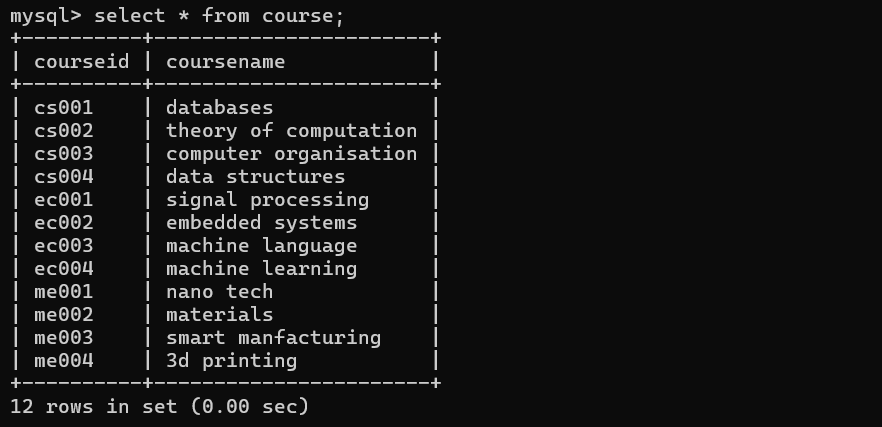 mysql> select * from course;
+----------+-----------------------+
| courseid | coursename            |
+----------+-----------------------+
| cs001    | databases             |
| cs002    | theory of computation |
| cs003    | computer organisation |
| cs004    | data structures       |
| ec001    | signal processing     |
| ec002    | embedded systems      |
| ec003    | machine language      |
| ec004    | machine learning      |
| me001    | nano tech             |
| me002    | materials             |
| me003    | smart manfacturing    |
| me004    | 3d printing           |
+----------+-----------------------+
12 rows in set (0.00 sec)